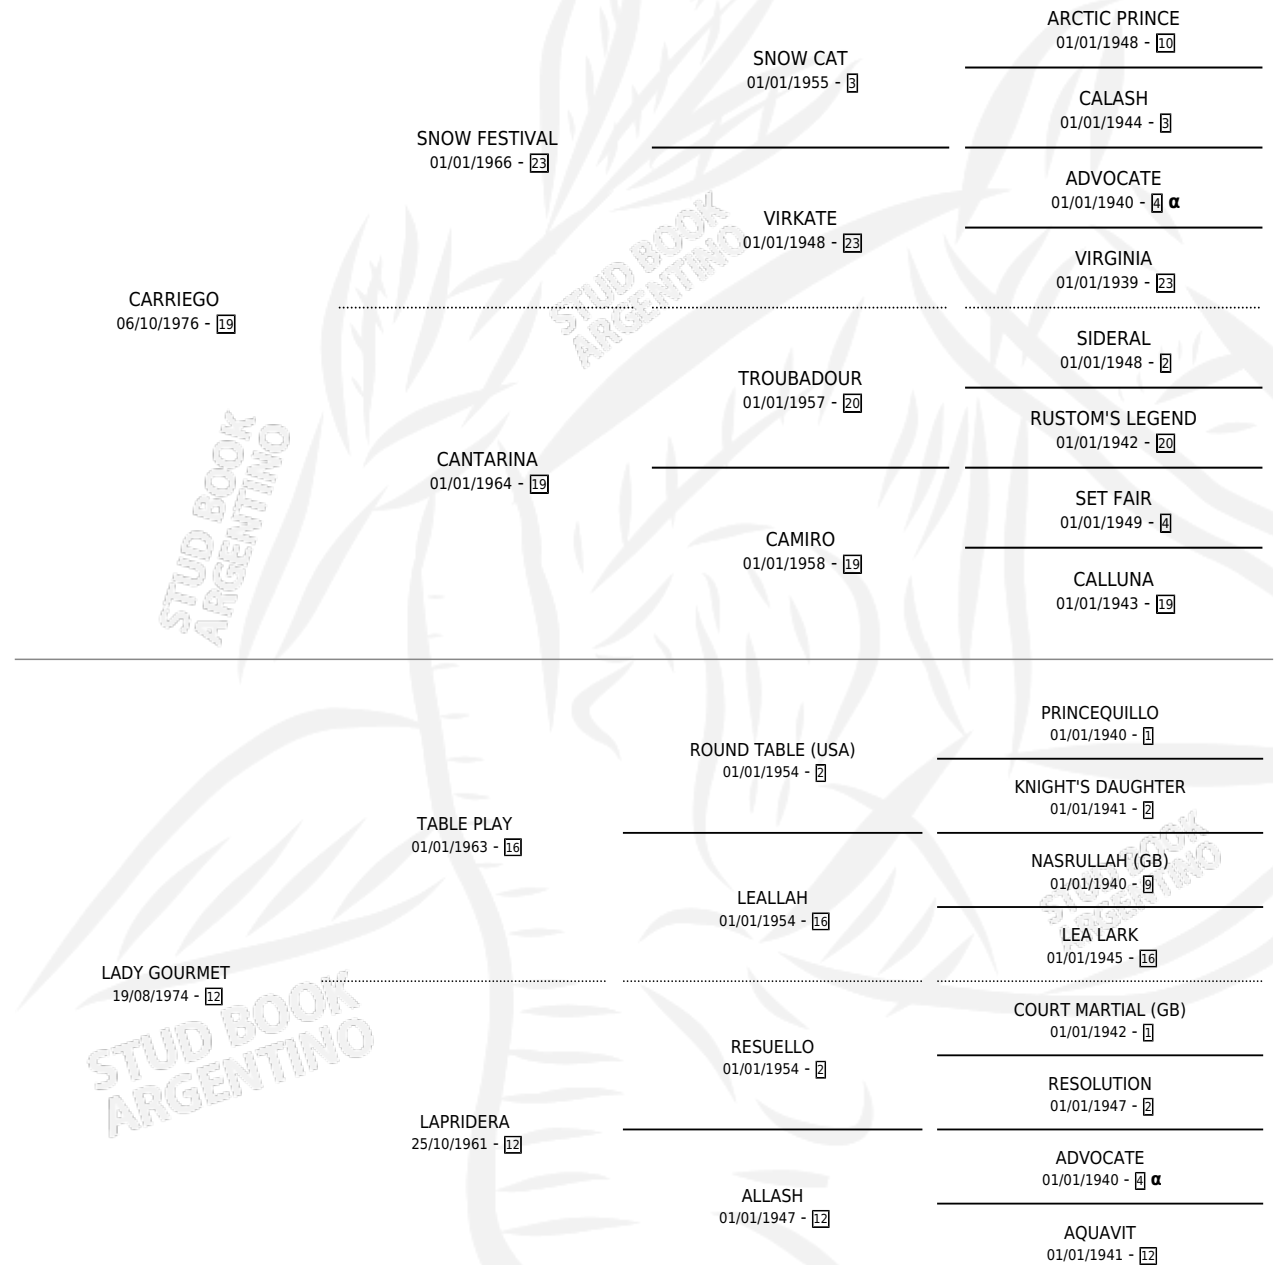 ARCTIC PRINCE
01/01/1948 - 10
SNOW CAT
01/01/1955 - 3
CALASH
01/01/1944 - 3
SNOW FESTIVAL
01/01/1966 - 23
ADVOCATE
01/01/1940 - 4 α
VIRKATE
01/01/1948 - 23
VIRGINIA
01/01/1939 - 23
CARRIEGO
06/10/1976 - 19
SIDERAL
01/01/1948 - 2
TROUBADOUR
01/01/1957 - 20
RUSTOM'S LEGEND
01/01/1942 - 20
CANTARINA
01/01/1964 - 19
SET FAIR
01/01/1949 - 4
CAMIRO
01/01/1958 - 19
CALLUNA
01/01/1943 - 19
PRINCEQUILLO
01/01/1940 - 1
ROUND TABLE (USA)
01/01/1954 - 2
KNIGHT'S DAUGHTER
01/01/1941 - 2
TABLE PLAY
01/01/1963 - 16
NASRULLAH (GB)
01/01/1940 - 9
LEALLAH
01/01/1954 - 16
LEA LARK
01/01/1945 - 16
LADY GOURMET
19/08/1974 - 12
COURT MARTIAL (GB)
01/01/1942 - 1
RESUELLO
01/01/1954 - 2
RESOLUTION
01/01/1947 - 2
LAPRIDERA
25/10/1961 - 12
ADVOCATE
01/01/1940 - 4 α
ALLASH
01/01/1947 - 12
AQUAVIT
01/01/1941 - 12
STUD BOOK
ARGENTINO
STUD BOOK
ARGENTINO
STUD BOOK
ARGENTINO
STUD BOOK
ARGENTINO